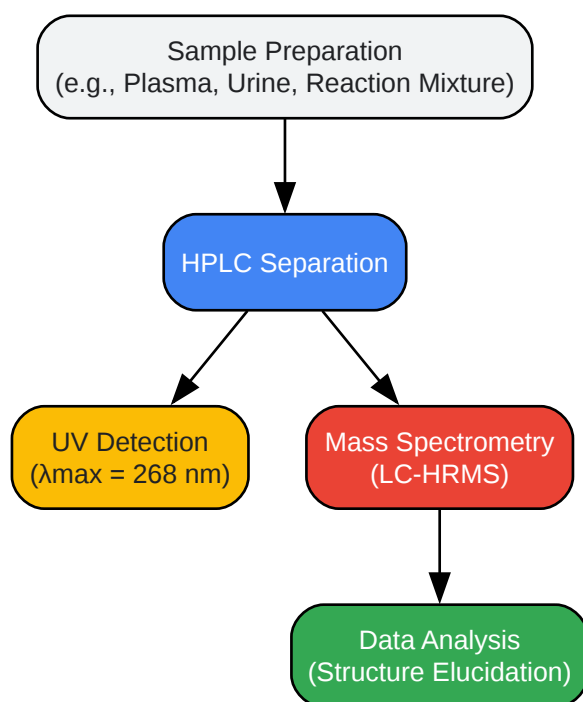 Sample Preparation
(e.g., Plasma, Urine, Reaction Mixture)
HPLC Separation
UV Detection
(λmax = 268 nm)
Mass Spectrometry
(LC-HRMS)
Data Analysis
(Structure Elucidation)